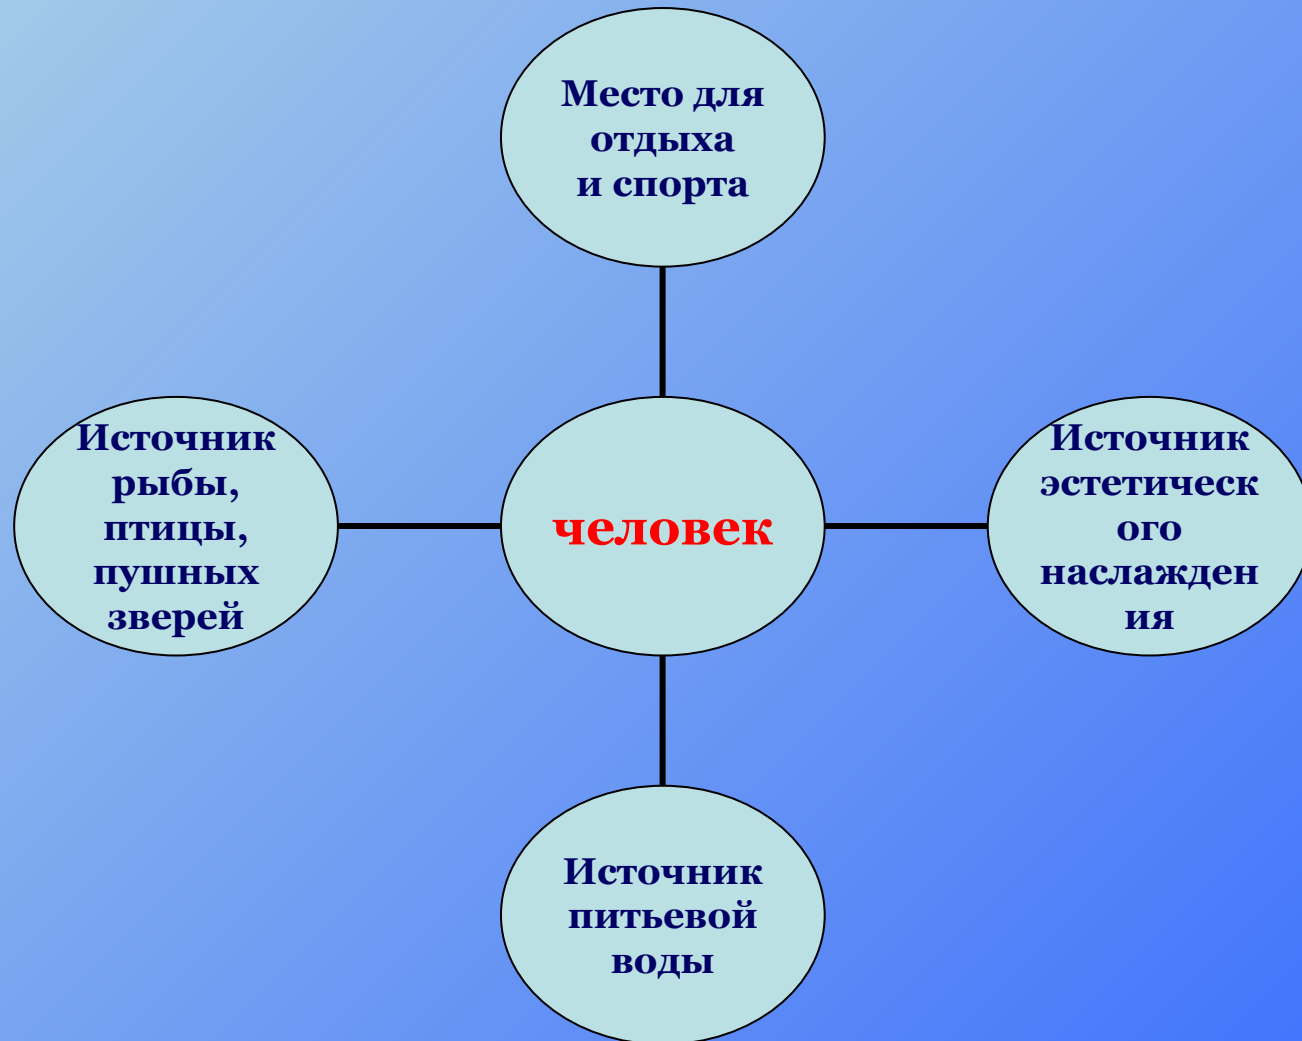 Место для
отдыха
и спорта
Источник
рыбы,
птицы,
пушных
зверей
человек
Источник
эстетическ
ого
наслажден
ия
Источник
питьевой
воды